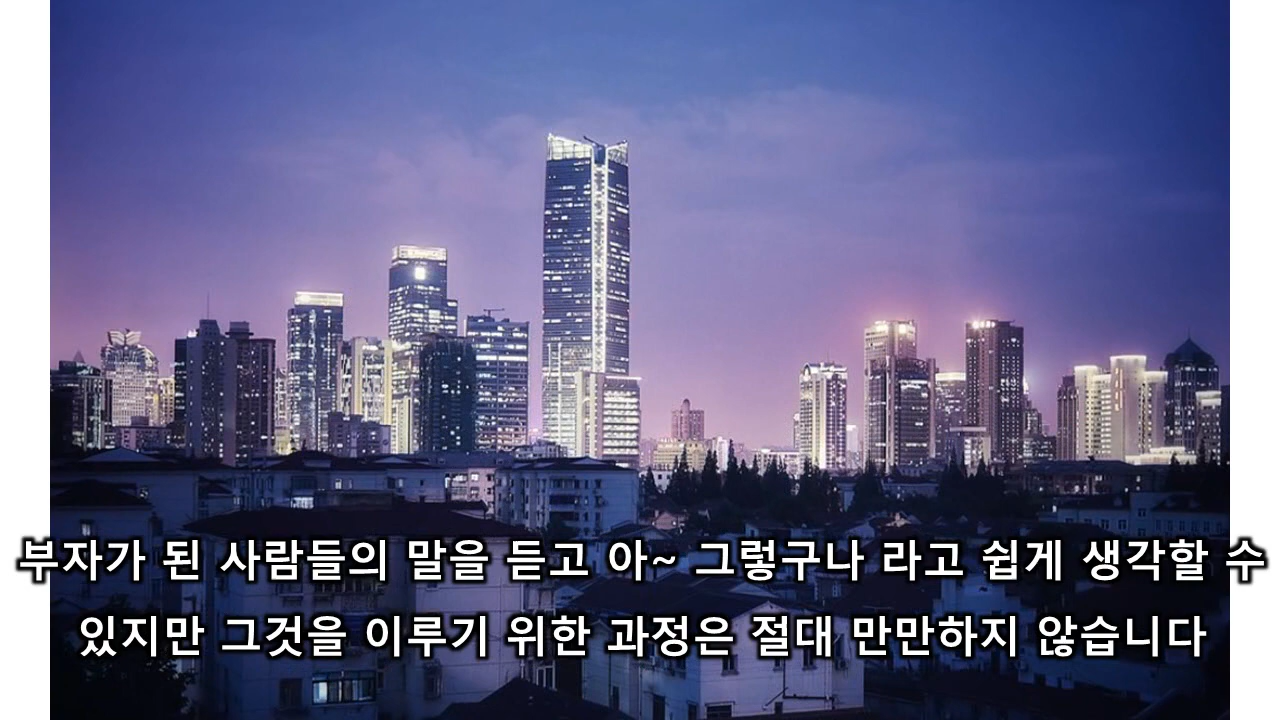 부자가 된 사람들의 말을 듣고 아~ 그렇구나 라고 쉽게 생각할 수
있지만 그것을 이루기 위한 과정은 절대 만만하지 않습니다